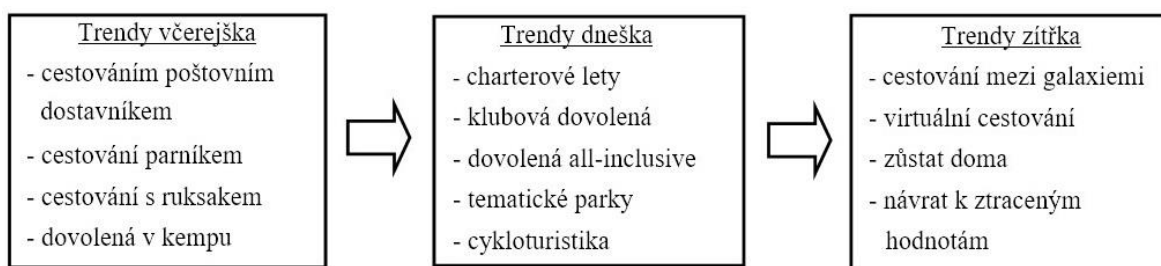 Trendy včerejška
- cestováním poštovním
dostavníkem
- cestování parníkem
- cestování s ruksakem
- dovolená v kempu
Trendy dneška
- charterové lety
- klubová dovolená
- dovolená all-inclusive
- tematické parky
- cykloturistika
Trendy zítřka
- cestování mezi galaxiemi
- virtuální cestování
- zůstat doma
- návrat k ztraceným
hodnotám